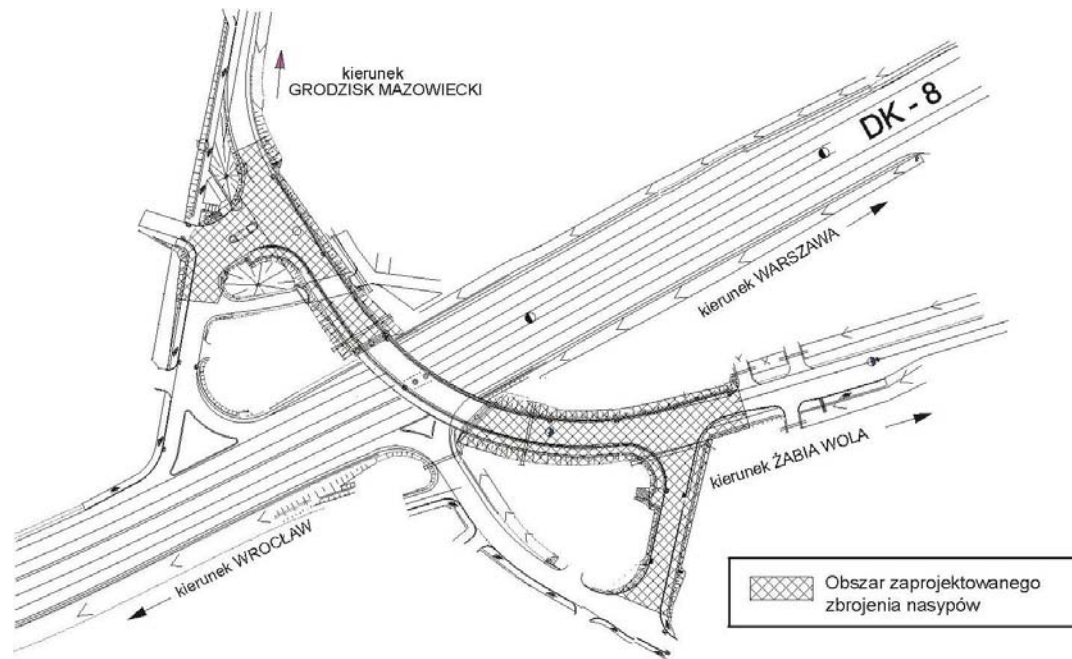 kierunek
GRODZISK MAZOWIECKI
DK - 8
kierunek WARSZAWA
kierunek ŻABIA WOLA
kierunek WROCŁAW
Obszar zaprojektowanego
zbrojenia nasypów